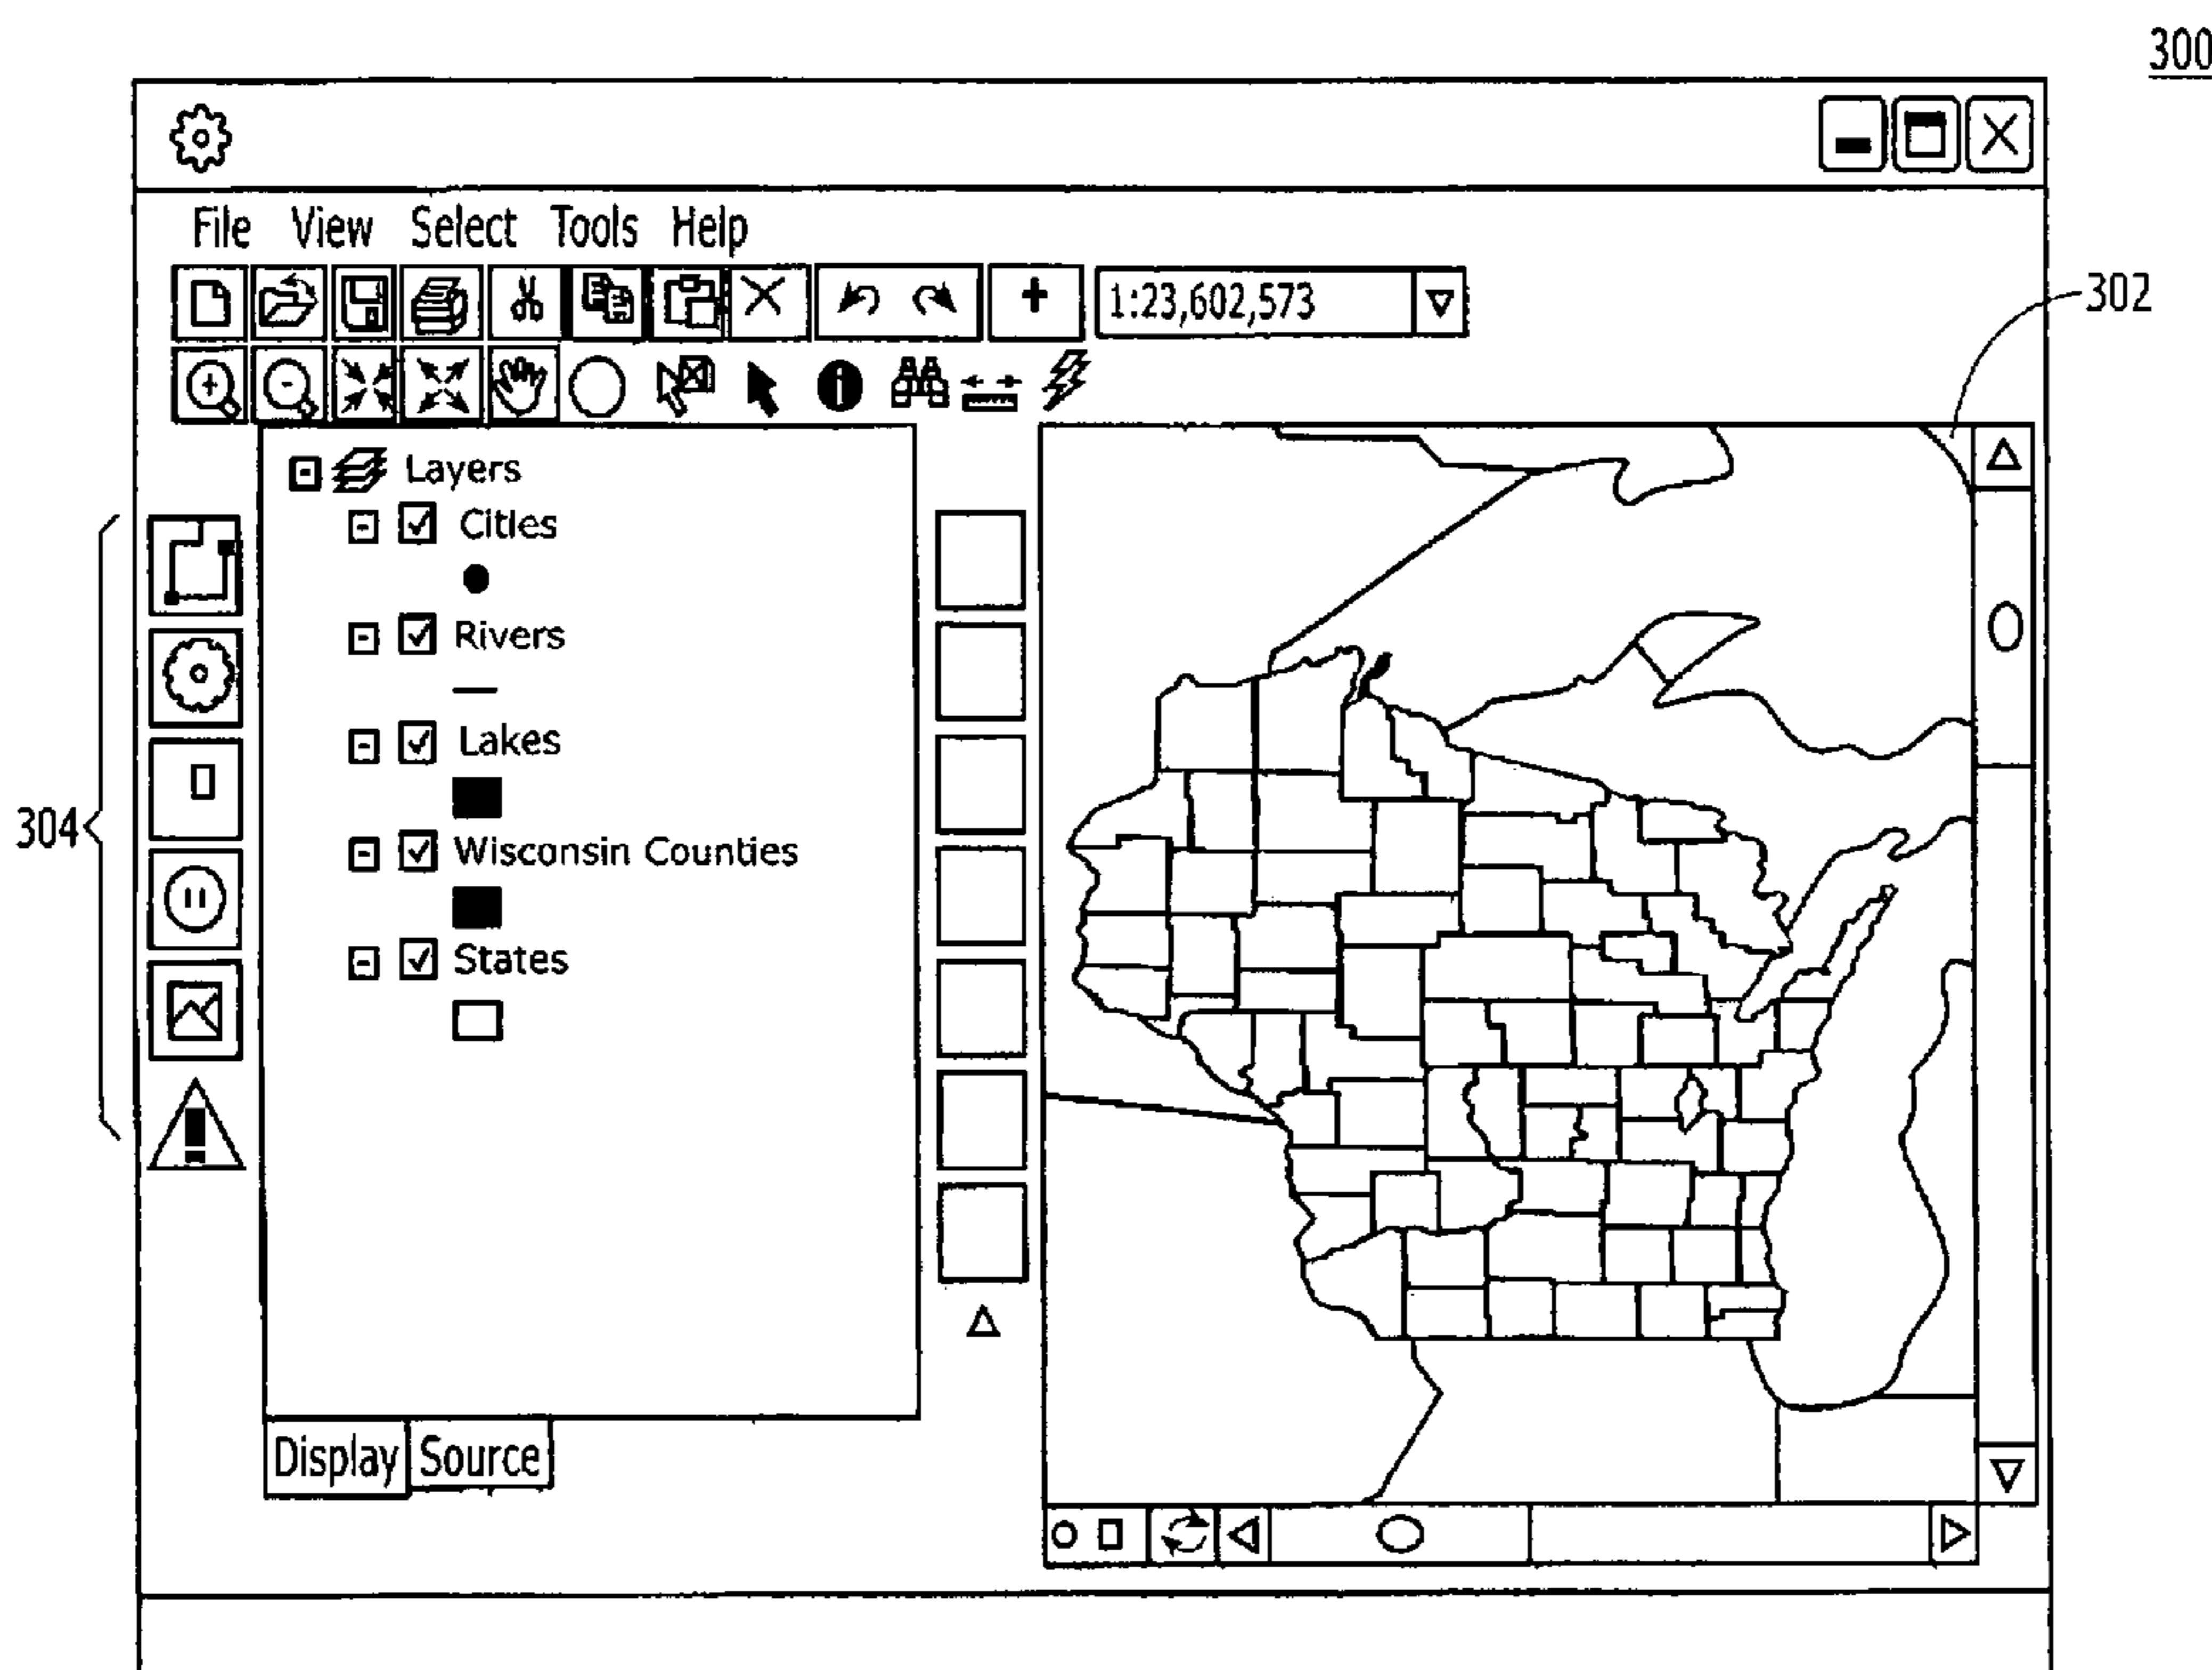 300
File View Select Tools Help
1:23,602,573
302
Layers
Cities
Rivers
Lakes
304
Wisconsin Counties
States
Display Source